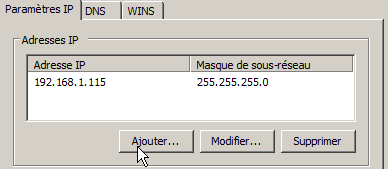 Paramètres IP DNS WINS
Adresses IP
Adresse IP Masque de sous-réseau
192.168.1.115 255.255.255.0
Ajouter... Modifier... Supprimer